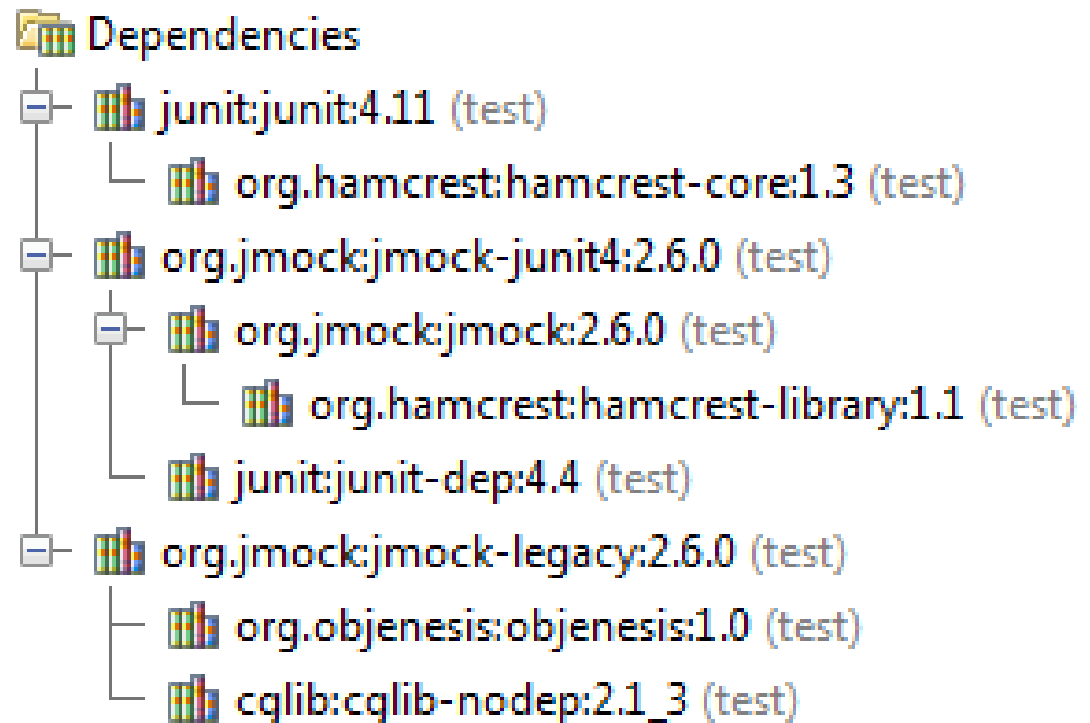 Dependencies
junit:junit:4.11 (test)
org.hamcrest:hamcrest-core:1.3 (test)
org.jmock:jmock-junit4:2.6.0 (test)
org.jmock:jmock:2.6.0 (test)
org.hamcrest:hamcrest-library:1.1 (test)
junit:junit-dep:4.4 (test)
org.jmock:jmock-legacy:2.6.0 (test)
org.objenesis:objenesis:1.0 (test)
cglib:cglib-nodep:2.1_3 (test)